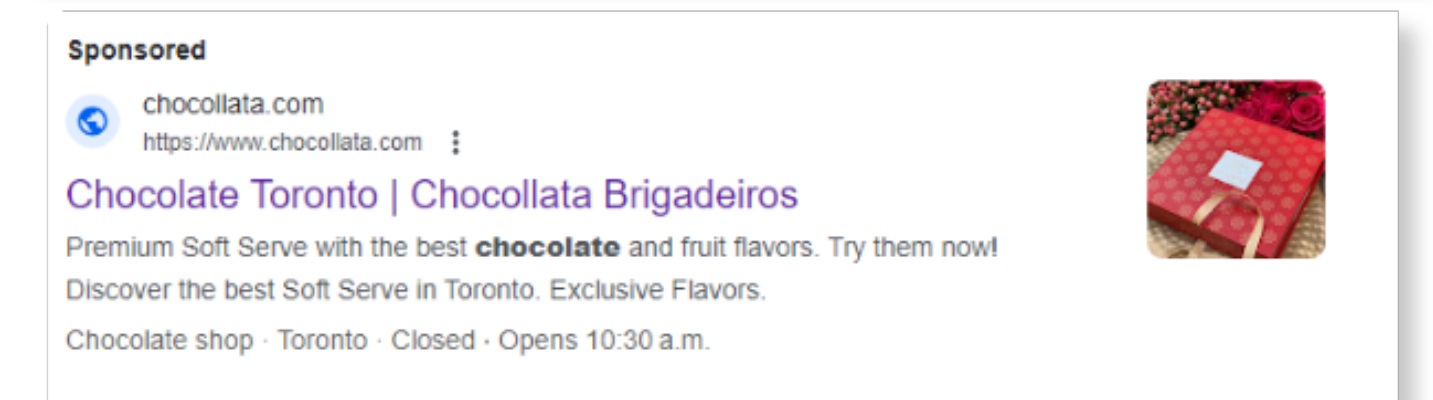 Sponsored
chocollata.com
https://www.chocollata.com
Chocolate Toronto | Chocollata Brigadeiros
Premium Soft Serve with the best chocolate and fruit flavors. Try them now!
Discover the best Soft Serve in Toronto. Exclusive Flavors.
Chocolate shop · Toronto · Closed · Opens 10:30 a.m.